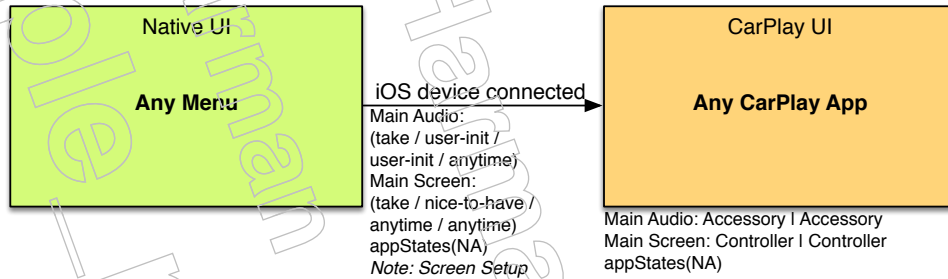 Native UI
Any Menu
iOS device connected
Main Audio:
(take / user-init /
user-init / anytime)
Main Screen:
(take / nice-to-have /
anytime / anytime)
appStates(NA)
Note: Screen Setup
CarPlay UI
Any CarPlay App
Main Audio: Accessory | Accessory
Main Screen: Controller | Controller
appStates(NA)
Harman